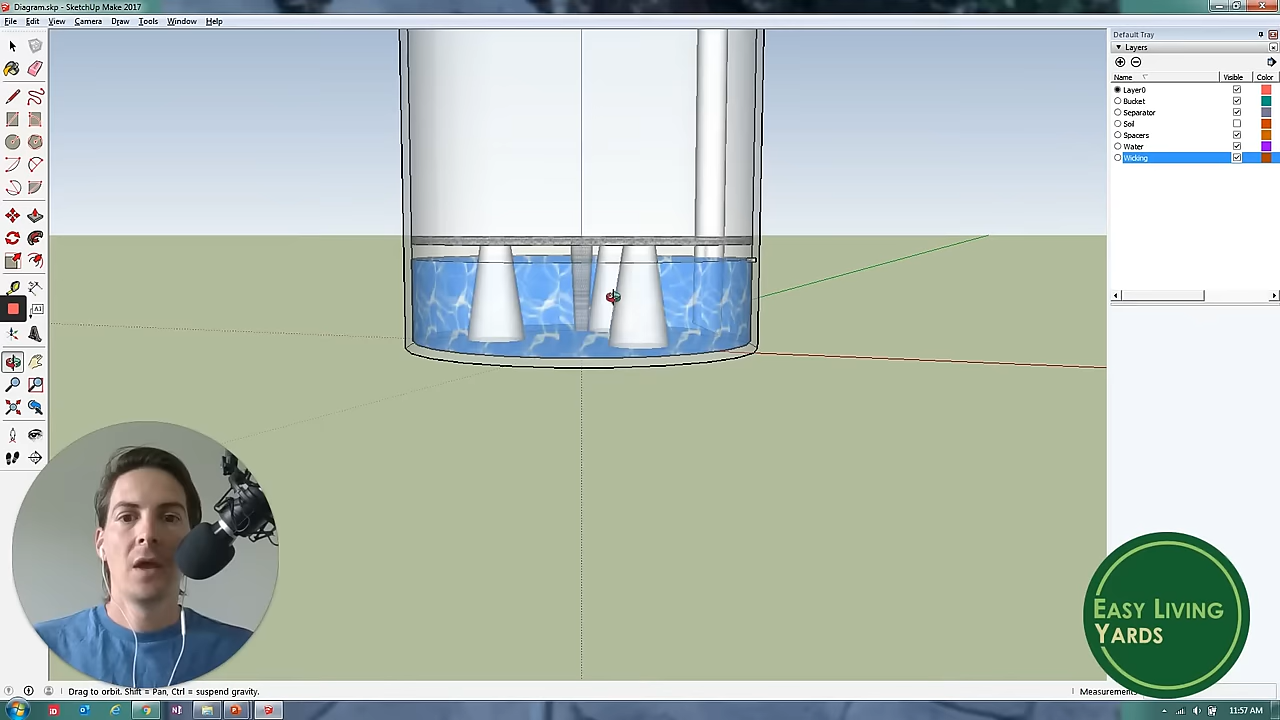 Diagram.skp - SketchUp Make 2017
File Edit View Camera Draw Tools Window Help
Default Tray
Layers
Name Visible Color
Layer0
Bucket
Separator
Soil
Spacers
Water
Wicking
A1
EASY LIVING
YARDS
Drag to orbit. Shift = Pan, Ctrl = suspend gravity.
Measurements
11:57 AM